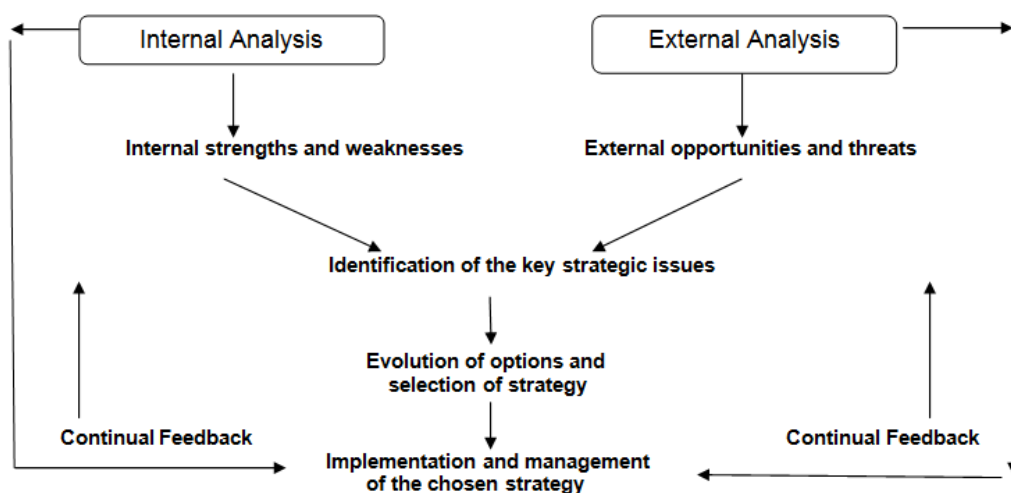 Internal Analysis
External Analysis
Internal strengths and weaknesses
External opportunities and threats
Identification of the key strategic issues
Evolution of options and
selection of strategy
Continual Feedback
Continual Feedback
Implementation and management
of the chosen strategy